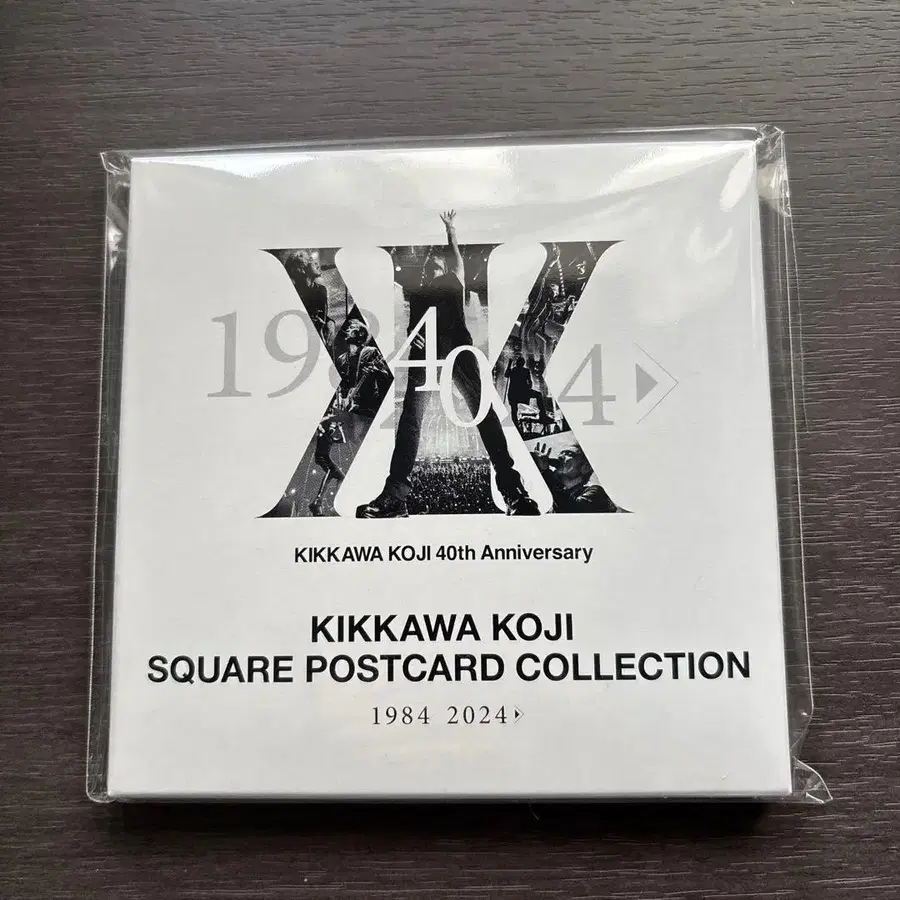 1984
40
2024
KIKKAWA KOJI 40th Anniversary
KIKKAWA KOJI
SQUARE POSTCARD COLLECTION
1984 2024